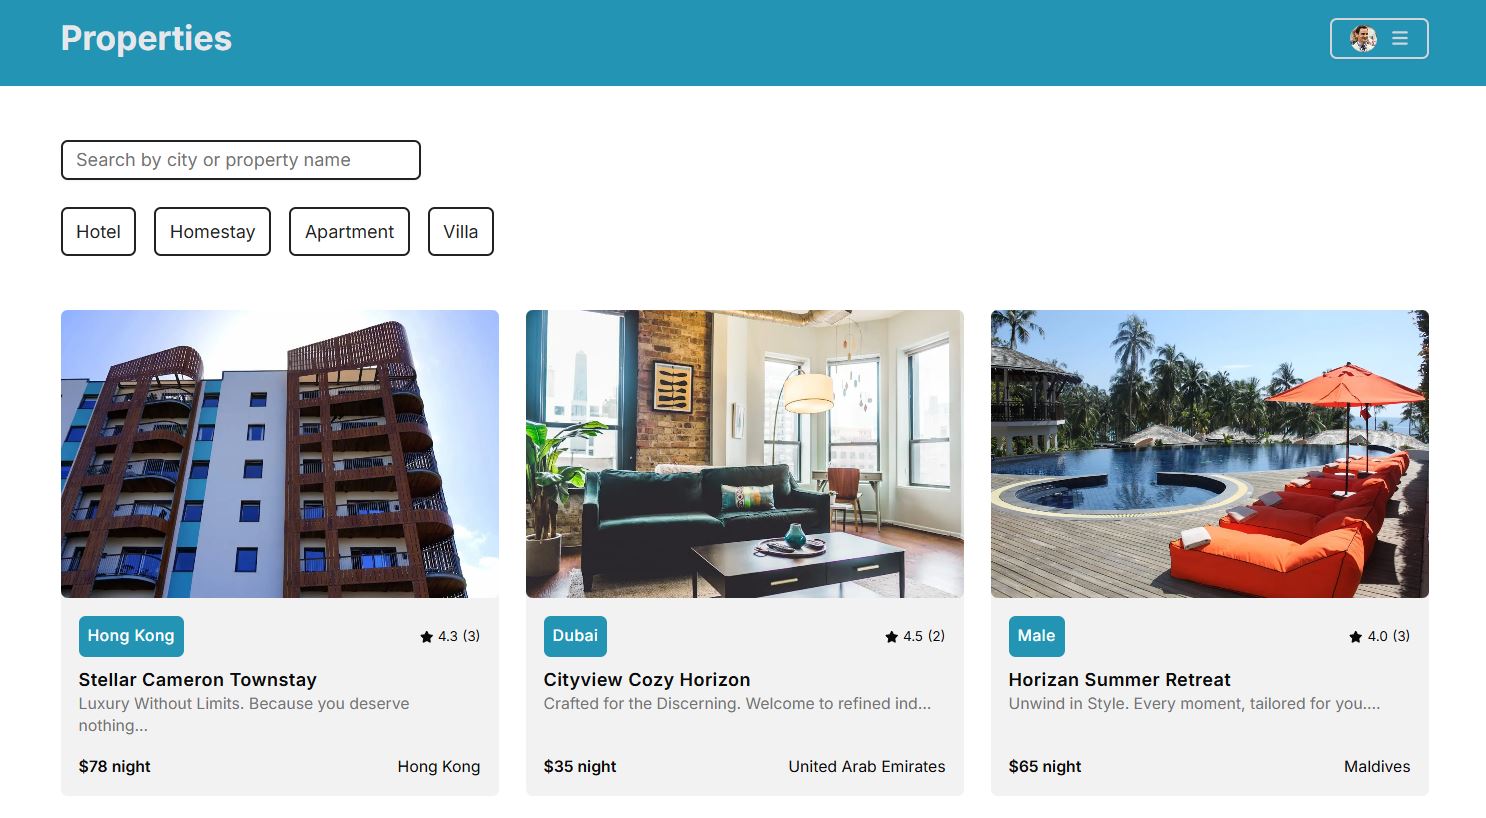 Properties
Search by city or property name
Hotel
Homestay
Apartment
Villa
Hong Kong
4.3 (3)
Stellar Cameron Townstay
Luxury Without Limits. Because you deserve
nothing...
$78 night
Hong Kong
Dubai
4.5 (2)
Cityview Cozy Horizon
Crafted for the Discerning. Welcome to refined ind...
$35 night
United Arab Emirates
Male
4.0 (3)
Horizan Summer Retreat
Unwind in Style. Every moment, tailored for you....
$65 night
Maldives